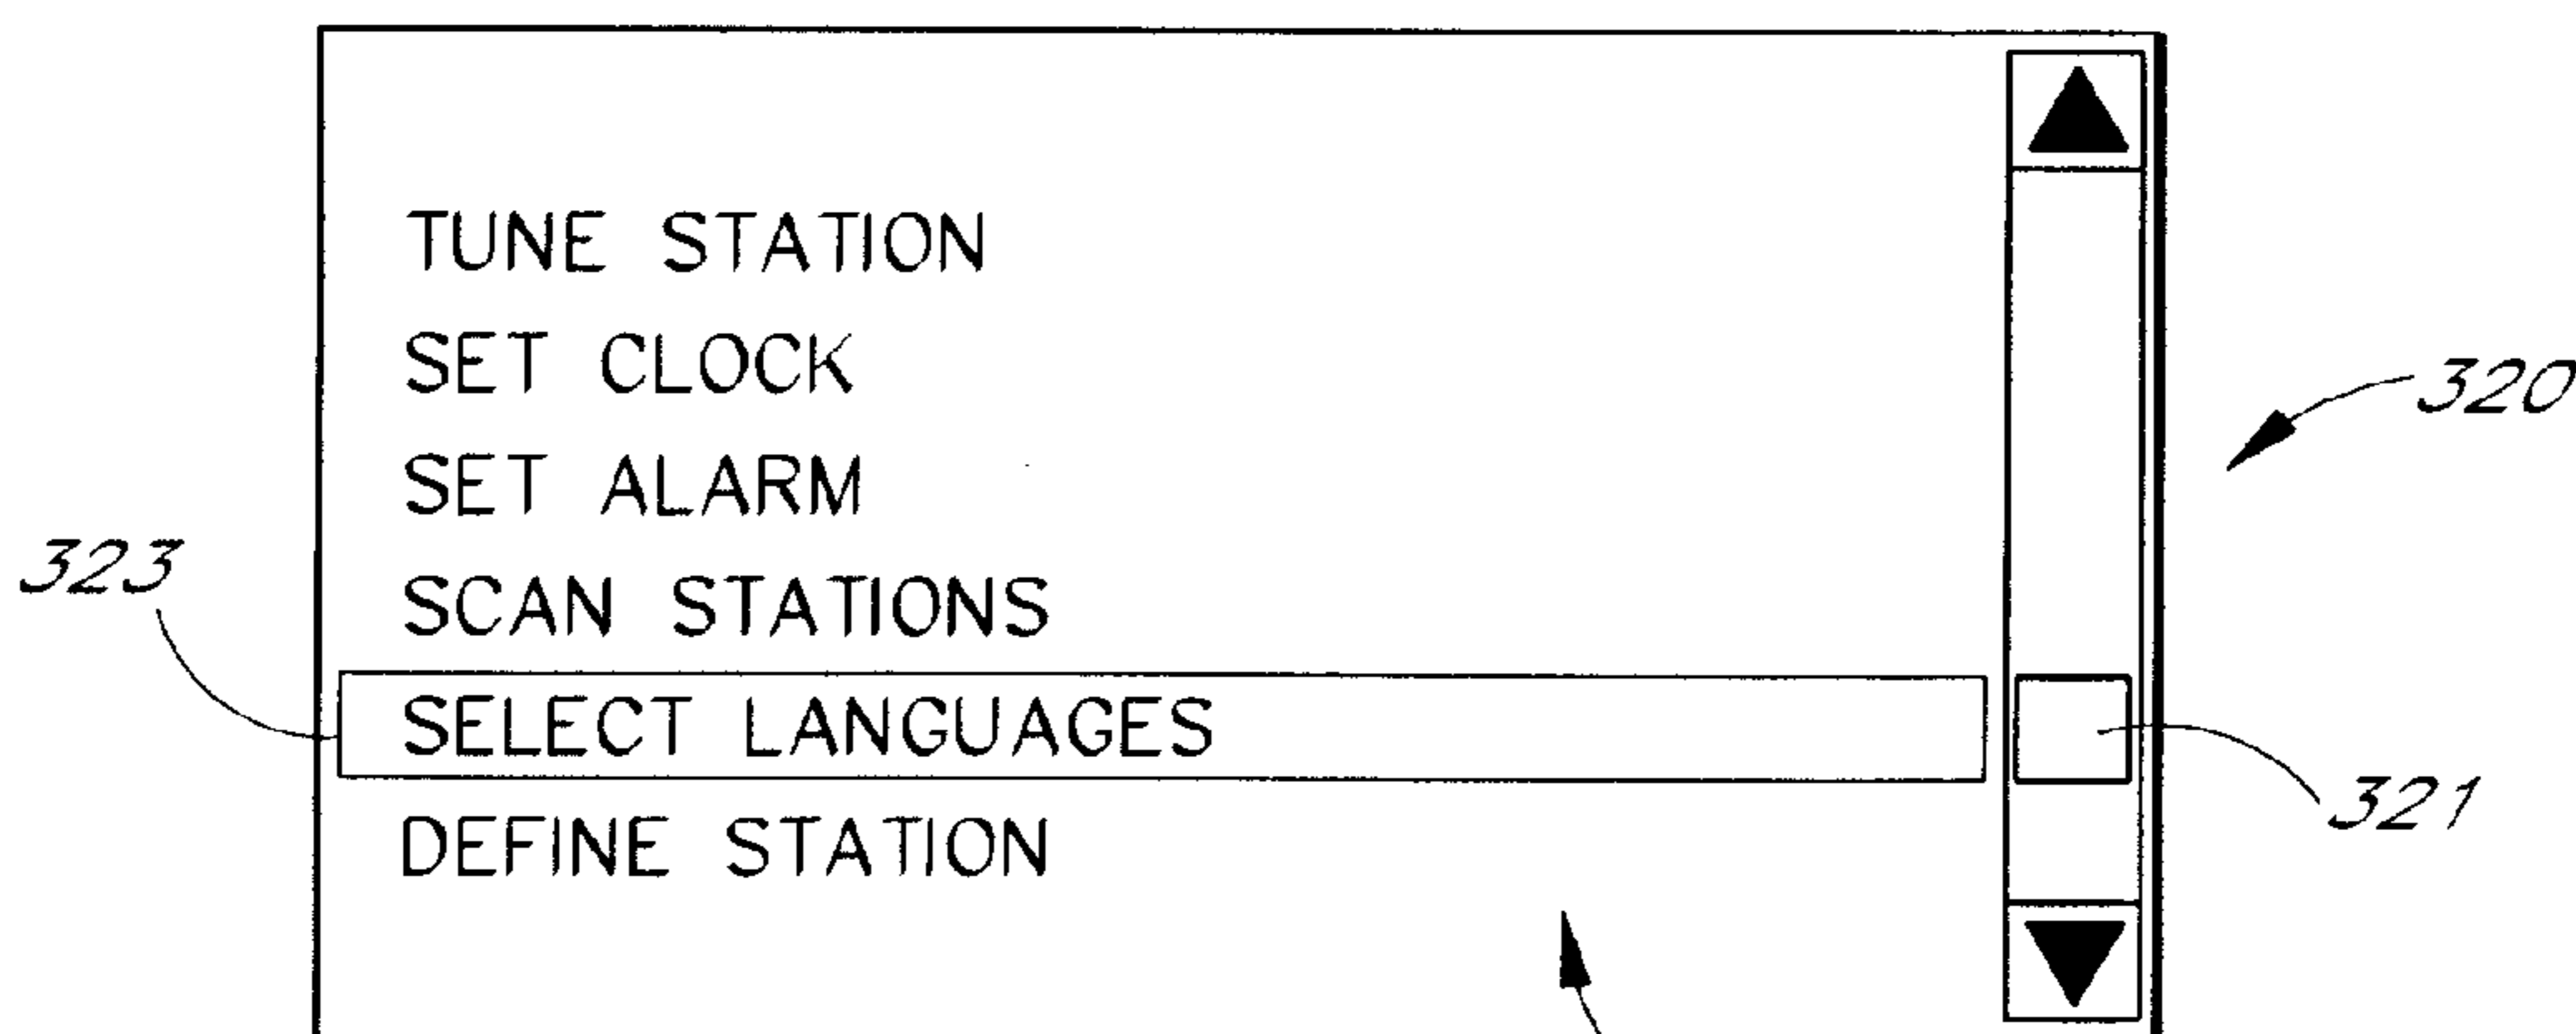 TUNE STATION
SET CLOCK
320
SET ALARM
323
SCAN STATIONS
SELECT LANGUAGES
321
DEFINE STATION